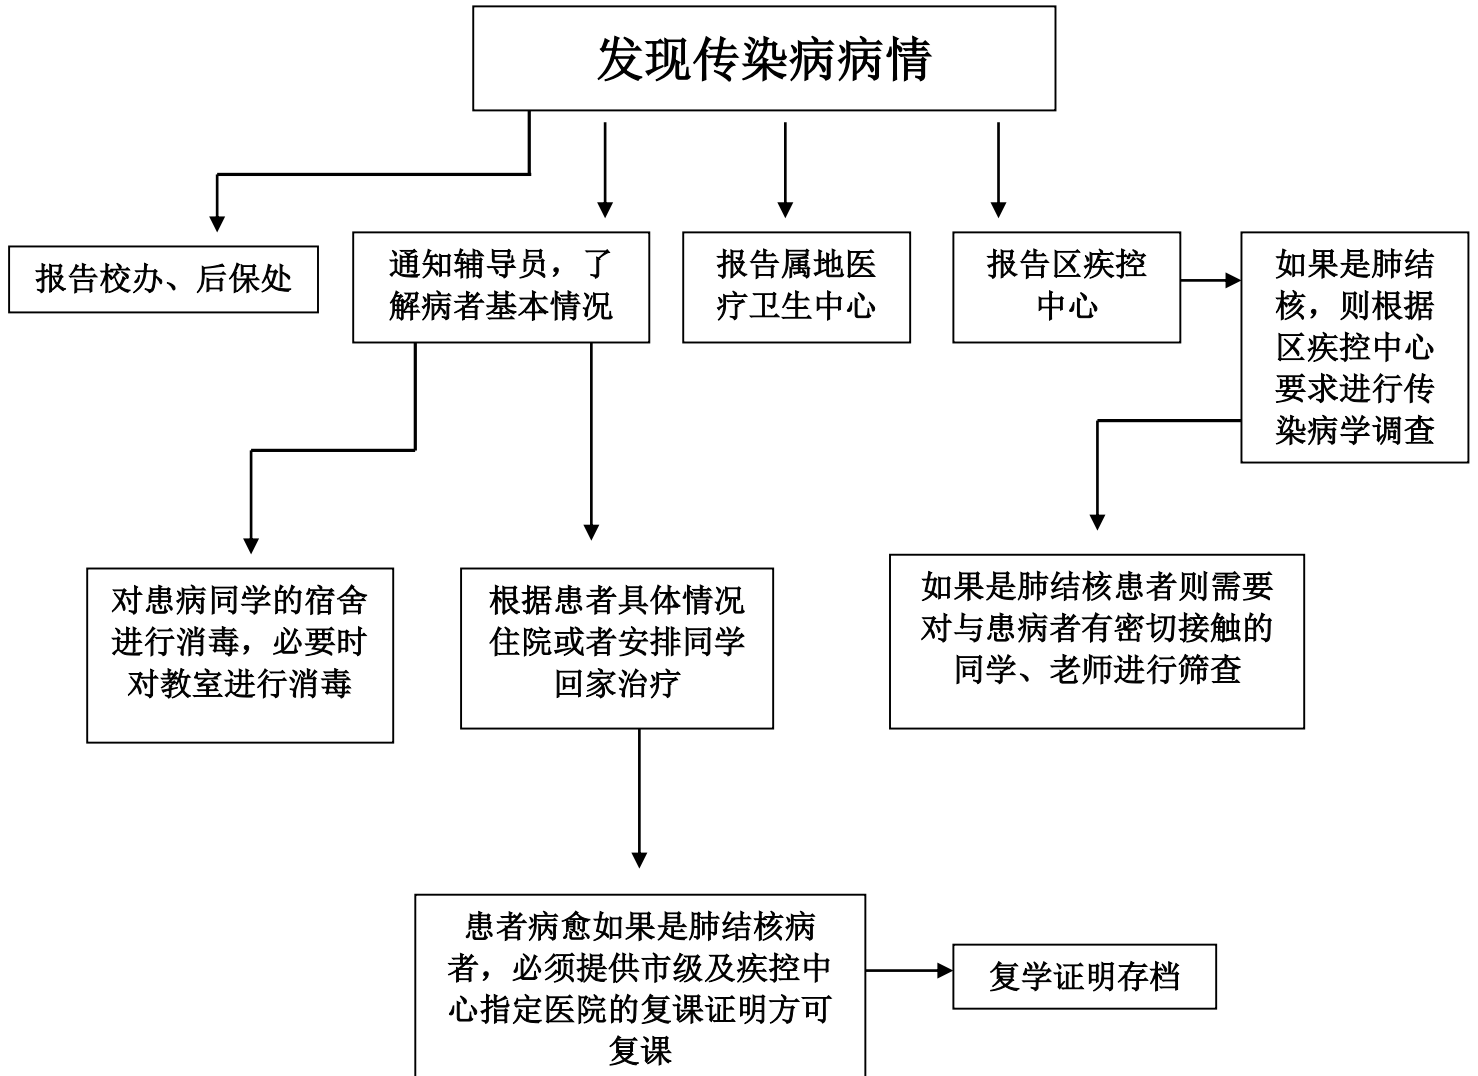 发现传染病病情
报告校办、后保处
通知辅导员，了
解病者基本情况
报告属地医
疗卫生中心
报告区疾控
中心
如果是肺结
核，则根据
区疾控中心
要求进行传
染病学调查
对患病同学的宿舍
进行消毒，必要时
对教室进行消毒
根据患者具体情况
住院或者安排同学
回家治疗
如果是肺结核患者则需要
对与患病者有密切接触的
同学、老师进行筛查
患者病愈如果是肺结核病
者，必须提供市级及疾控中
心指定医院的复课证明方可
复课
复学证明存档